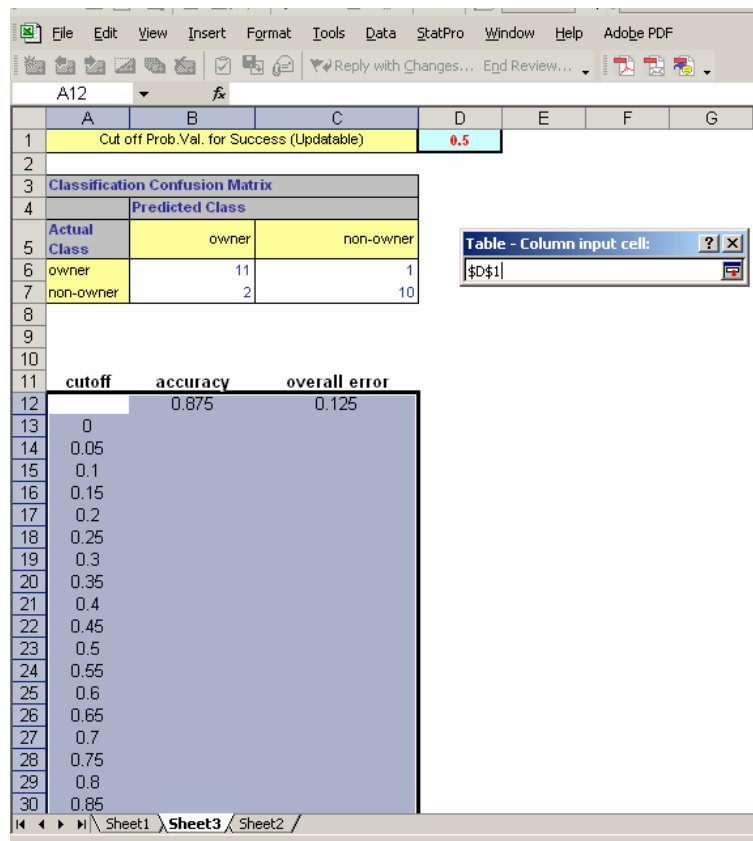 File Edit View Insert Format Tools Data StatPro Window Help Adobe PDF
Reply with Changes... End Review...
A12 fx
A B C D E F G
1 Cut off Prob.Val. for Success (Updatable) 0.5
2
3 Classification Confusion Matrix
4 Predicted Class
5 Actual Class owner non-owner
Table - Column input cell: ? X
6 owner 11 1
$D$1
7 non-owner 2 10
8
9
10
11 cutoff accuracy overall error
12 0.875 0.125
13 0
14 0.05
15 0.1
16 0.15
17 0.2
18 0.25
19 0.3
20 0.35
21 0.4
22 0.45
23 0.5
24 0.55
25 0.6
26 0.65
27 0.7
28 0.75
29 0.8
30 0.85
Sheet1 Sheet3 Sheet2